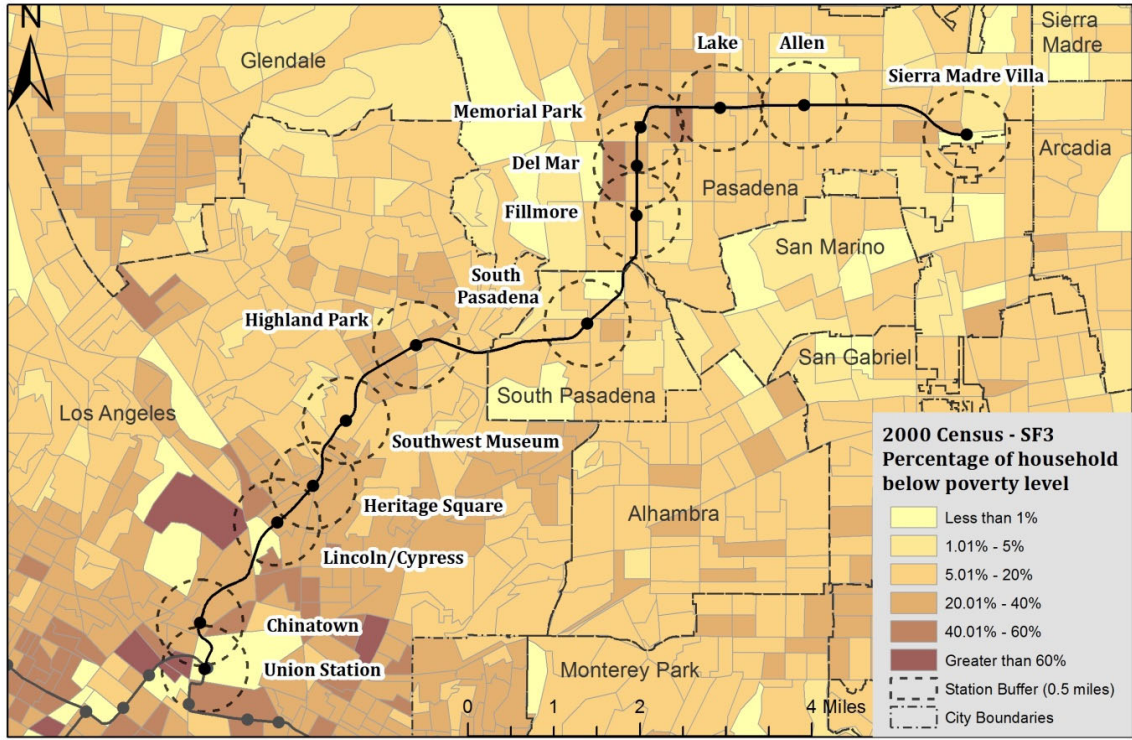 N
Glendale
Lake
Allen
Sierra
Madre
Sierra Madre Villa
Memorial Park
Arcadia
Del Mar
Pasadena
Fillmore
San Marino
South
Pasadena
Highland Park
San Gabriel
South Pasadena
Los Angeles
Southwest Museum
Heritage Square
Alhambra
Lincoln/Cypress
Chinatown
Union Station
Monterey Park
0 1 2 4 Miles
2000 Census - SF3
Percentage of household
below poverty level
Less than 1%
1.01% - 5%
5.01% - 20%
20.01% - 40%
40.01% - 60%
Greater than 60%
Station Buffer (0.5 miles)
City Boundaries